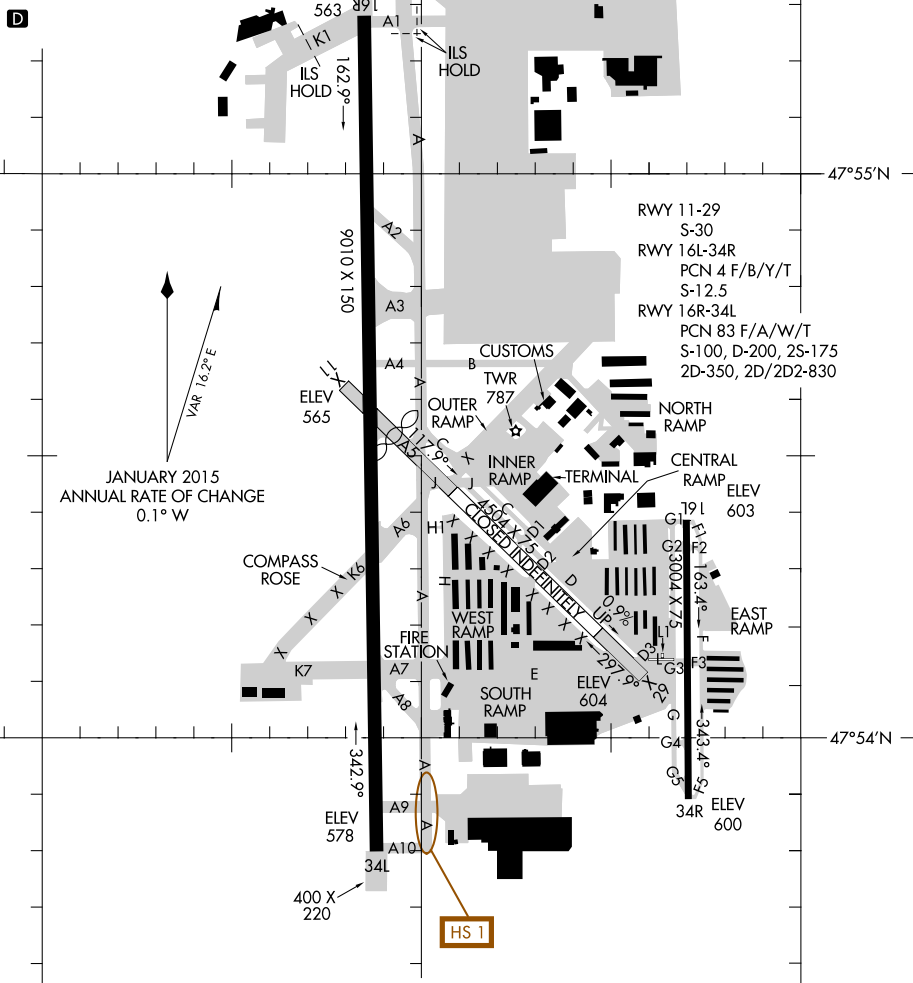 D
563
16R
A1
K1
ILS
HOLD
ILS
HOLD
162.9°
A
47°55'N
RWY 11-29
S-30
RWY 16L-34R
PCN 4 F/B/Y/T
S-12.5
RWY 16R-34L
PCN 83 F/A/W/T
S-100, D-200, 2S-175
2D-350, 2D/2D2-830
A2
9010 X 150
A3
VAR 16.2° E
A4
B
CUSTOMS
TWR
787
11
X
ELEV
565
A
OUTER
RAMP
NORTH
RAMP
JANUARY 2015
ANNUAL RATE OF CHANGE
0.1° W
A5
117.9°
C
X
INNER
RAMP
TERMINAL
CENTRAL
RAMP
ELEV
603
J
J
C
4504 X 75
CLOSED INDEFINITELY
D1
D2
D
16L
G1
F1
A6
H1
X
X
X
X
X
X
X
X
G2
F2
3004 X 75
163.4°
COMPASS
ROSE
K6
X
X
X
H
A
0.9%
UP
WEST
RAMP
EAST
RAMP
FIRE
STATION
L1
L
F
D3
G3
F3
K7
A7
E
297.9°
X
29
ELEV
604
A8
SOUTH
RAMP
G
343.4°
G4
47°54'N
342.9°
A
G5
F5
34R
ELEV
600
A9
ELEV
578
A
A10
34L
400 X
220
HS 1